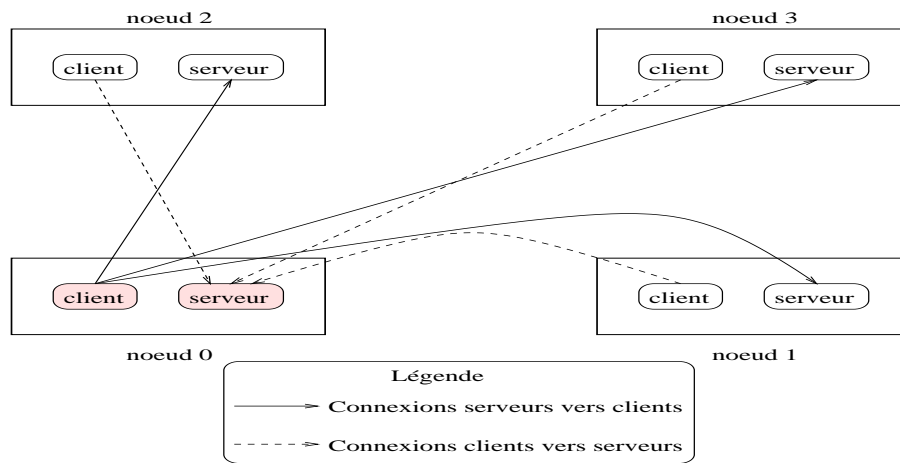 noeud 2
noeud 3
client
serveur
client
serveur
client
serveur
client
serveur
noeud 0
noeud 1
Légende
Connexions serveurs vers clients
Connexions clients vers serveurs